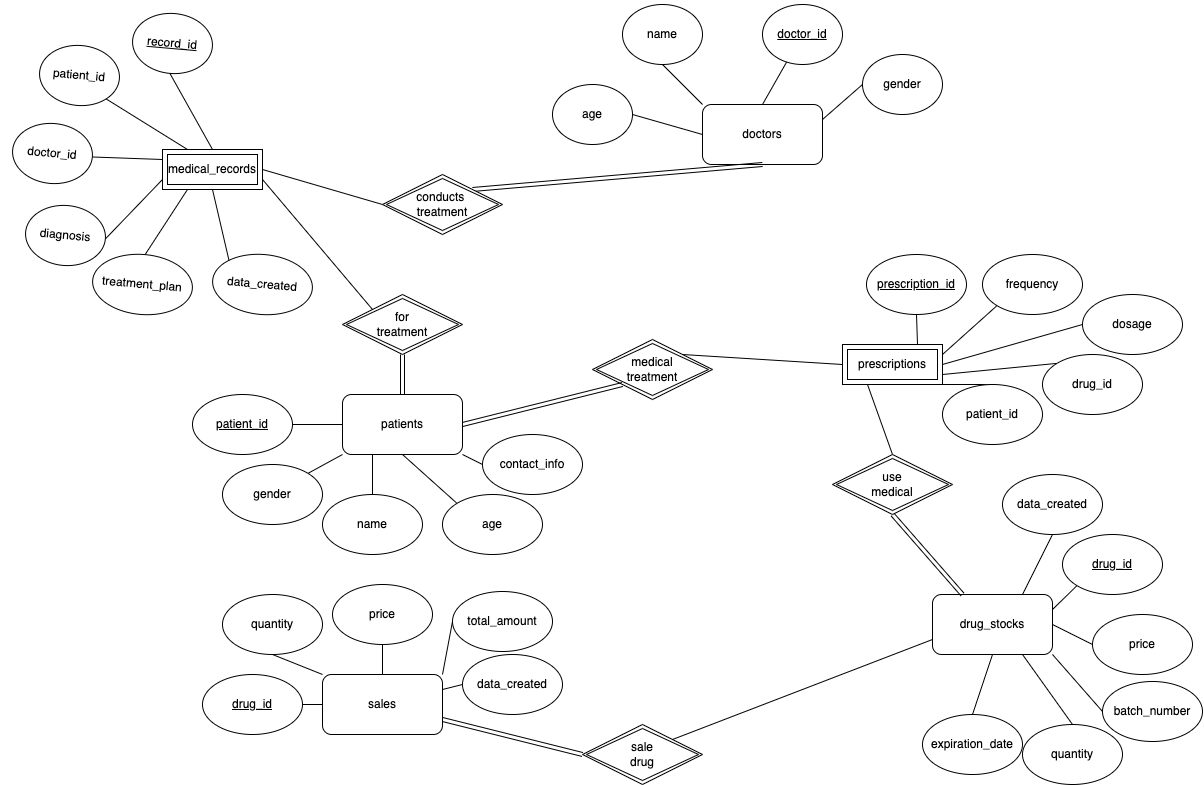 record_id
patient_id
doctor_id
medical_records
diagnosis
treatment_plan
data_created
name
doctor_id
gender
age
doctors
conducts
treatment
for
treatment
medical
treatment
prescription_id
frequency
dosage
prescriptions
drug_id
patient_id
patient_id
patients
contact_info
gender
name
age
use
medical
data_created
drug_id
drug_stocks
price
batch_number
expiration_date
quantity
quantity
price
total_amount
data_created
drug_id
sales
sale
drug